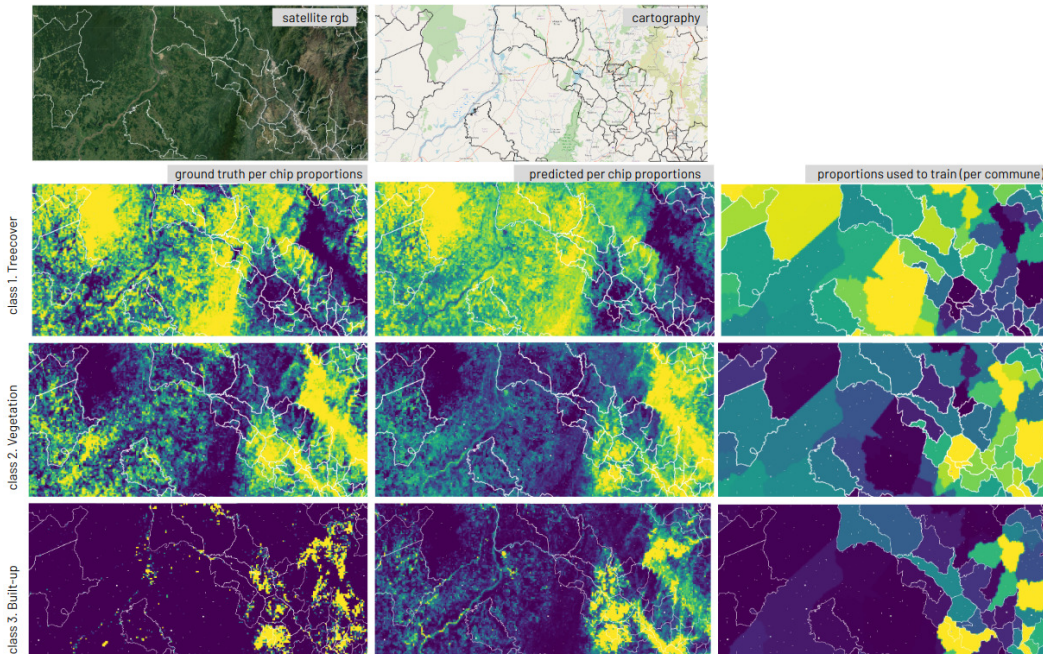 satellite rgb
cartography
ground truth per chip proportions
predicted per chip proportions
proportions used to train (per commune)
class 1. Treecover
class 2. Vegetation
class 3. Built-up